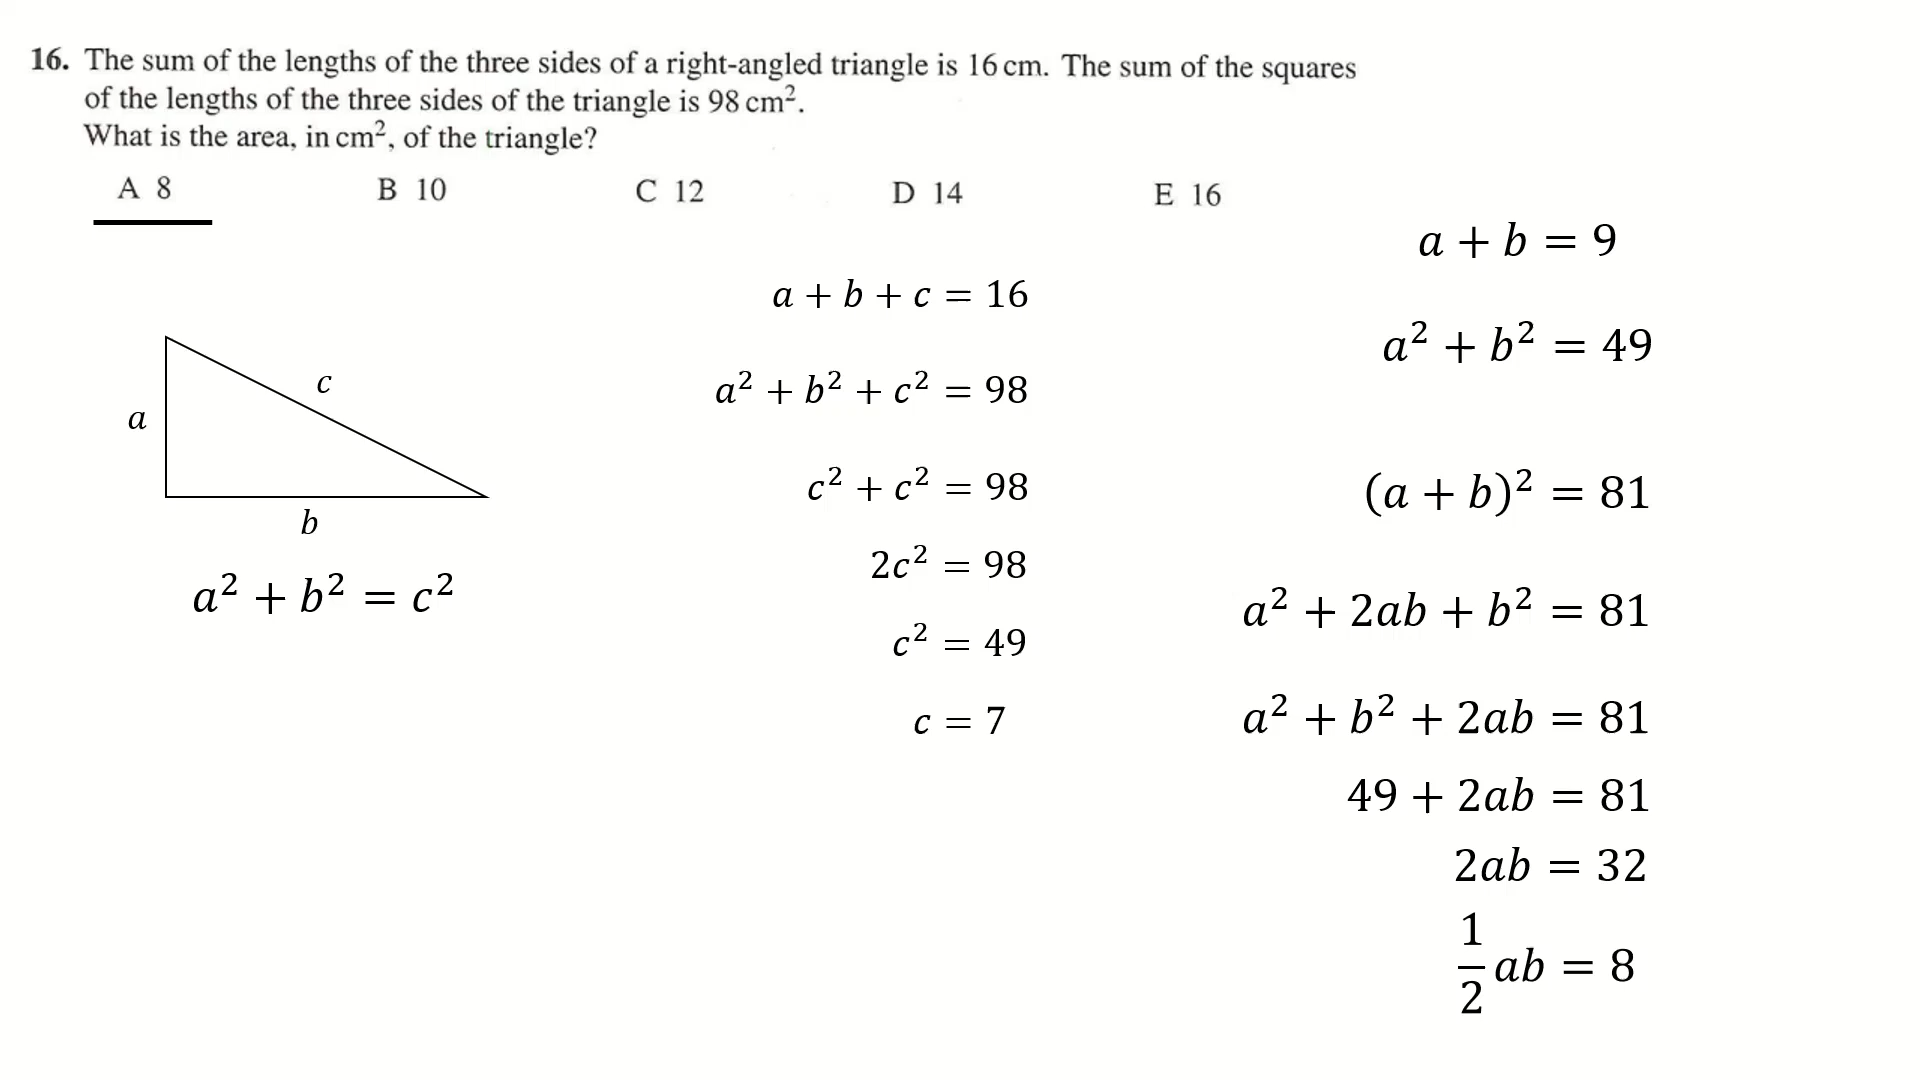 16. The sum of the lengths of the three sides of a right-angled triangle is 16 cm. The sum of the squares
of the lengths of the three sides of the triangle is 98 cm².
What is the area, in cm², of the triangle?
A 8 B 10 C 12 D 14 E 16
a
c
b
a² + b² = c²
a + b + c = 16
a² + b² + c² = 98
c² + c² = 98
2c² = 98
c² = 49
c = 7
a + b = 9
a² + b² = 49
(a + b)² = 81
a² + 2ab + b² = 81
a² + b² + 2ab = 81
49 + 2ab = 81
2ab = 32
1/2 ab = 8